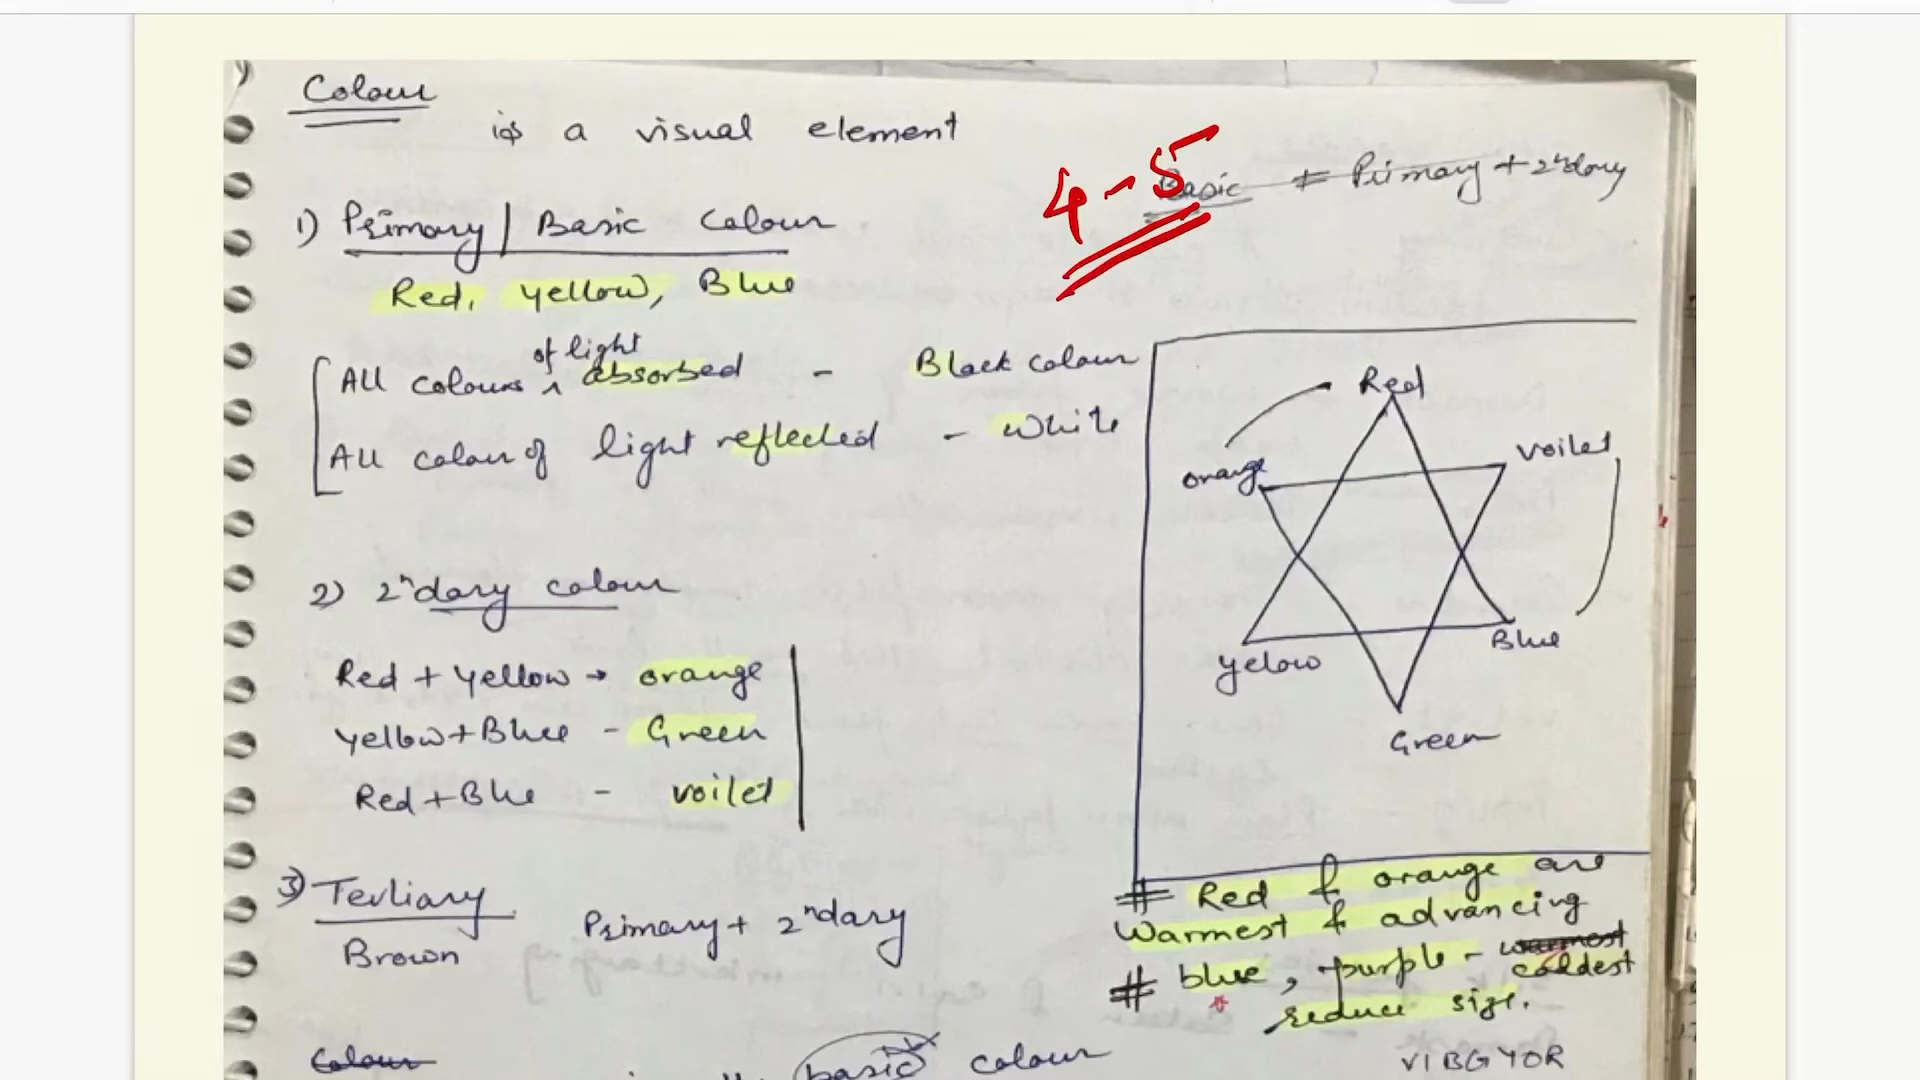 Colour
is a visual element
4-5
Basic ≠ Primary + 2ndary
1) Primary | Basic Colour
Red, yellow, Blue
of light
All colours ^ absorbed - Black colour
All colour of light reflected - white
2) 2ndary colour
Red + yellow → orange
yellow + Blue - Green
Red + Blue - voilet
3) Tertiary
Brown
Primary + 2ndary
Red
voilet
orange
yelow
Blue
Green
# Red & orange are
Warmest & advancing
# blue, purple - warmest
coldest
reduce size.
Colour
basic colour
VIBGYOR